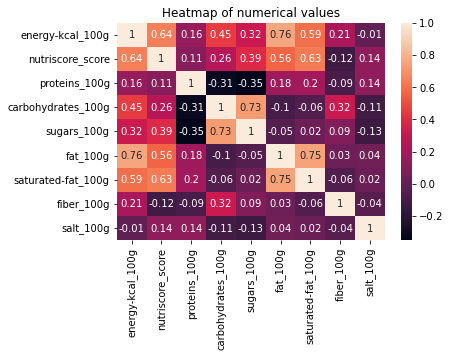 Heatmap of numerical values
energy-kcal_100g 1 0.64 0.16 0.45 0.32 0.76 0.59 0.21 -0.01
nutriscore_score 0.64 1 0.11 0.26 0.39 0.56 0.63 -0.12 0.14
proteins_100g 0.16 0.11 1 -0.31 -0.35 0.18 0.2 -0.09 0.14
carbohydrates_100g 0.45 0.26 -0.31 1 0.73 -0.1 -0.06 0.32 -0.11
sugars_100g 0.32 0.39 -0.35 0.73 1 -0.05 0.02 0.09 -0.13
fat_100g 0.76 0.56 0.18 -0.1 -0.05 1 0.75 0.03 0.04
saturated-fat_100g 0.59 0.63 0.2 -0.06 0.02 0.75 1 -0.06 0.02
fiber_100g 0.21 -0.12 -0.09 0.32 0.09 0.03 -0.06 1 -0.04
salt_100g -0.01 0.14 0.14 -0.11 -0.13 0.04 0.02 -0.04 1
energy-kcal_100g
nutriscore_score
proteins_100g
carbohydrates_100g
sugars_100g
fat_100g
saturated-fat_100g
fiber_100g
salt_100g
1.0
0.8
0.6
0.4
0.2
0.0
−0.2